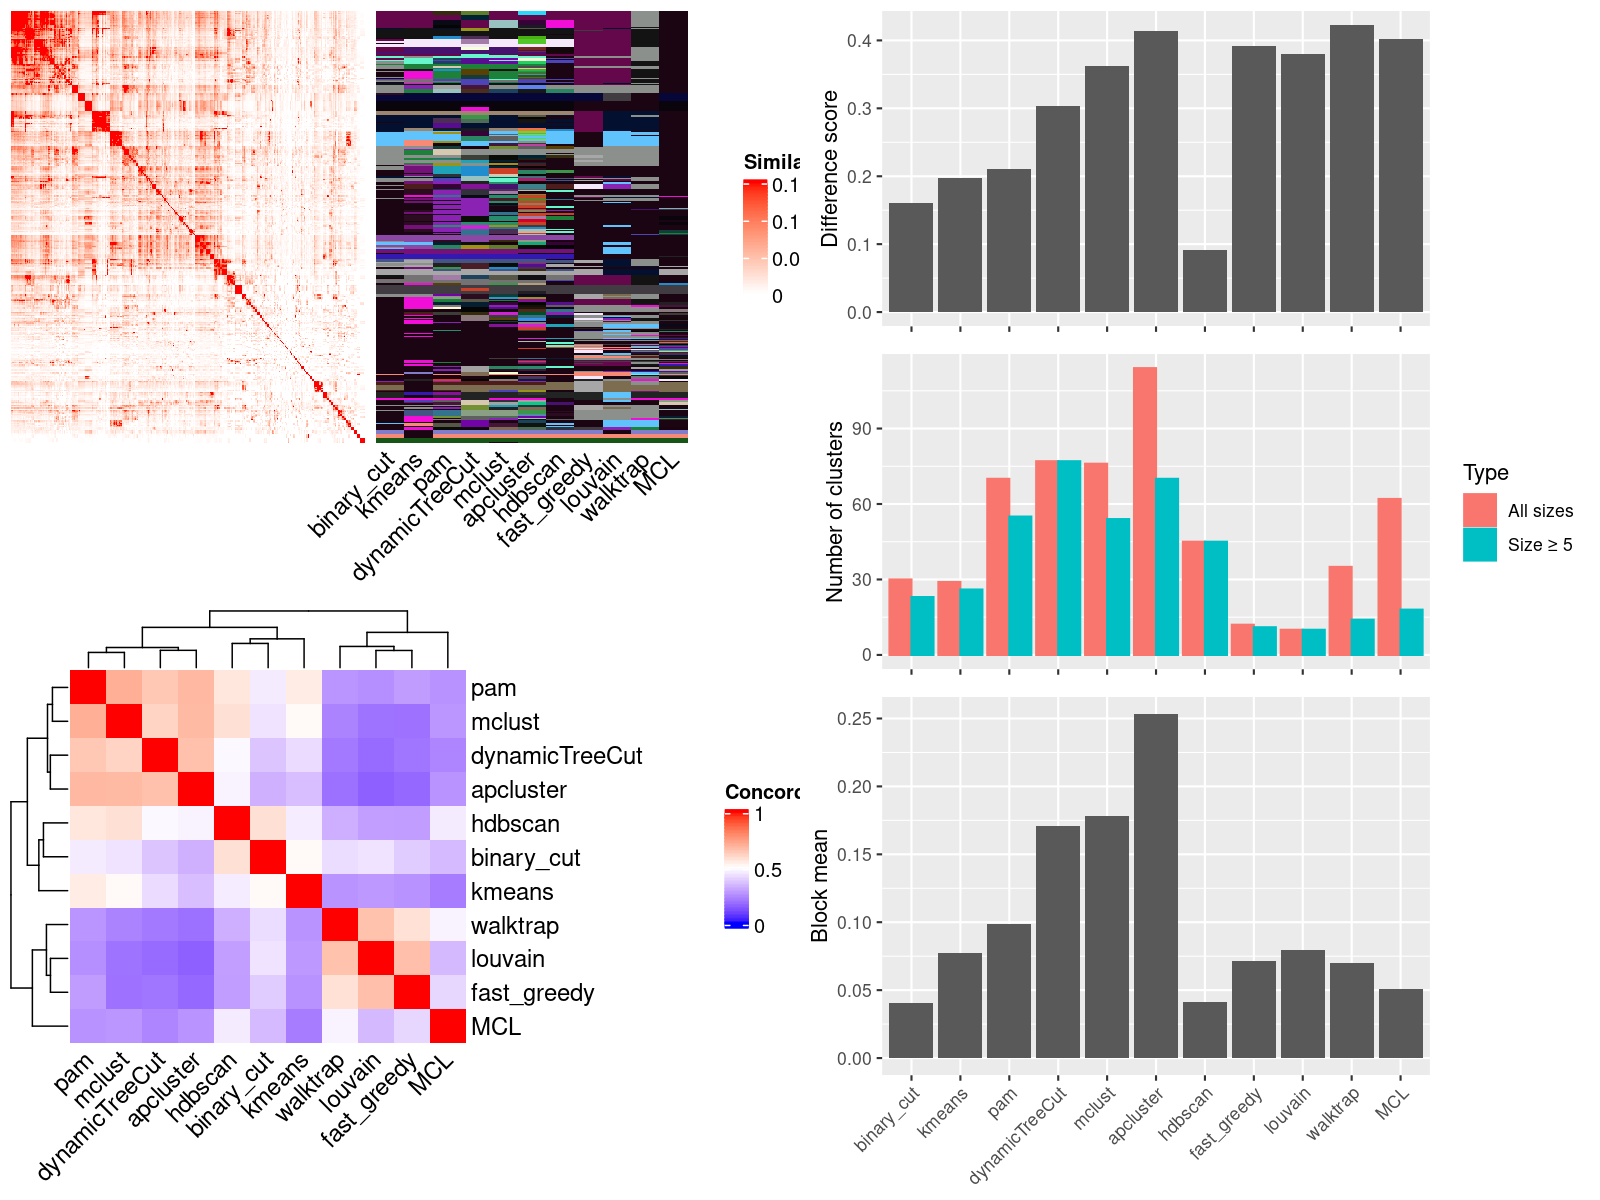 Simila
0.1
0.1
0.0
0
binary_cut
kmeans
pam
dynamicTreeCut
mclust
apcluster
hdbscan
fast_greedy
louvain
walktrap
MCL
pam
mclust
dynamicTreeCut
apcluster
hdbscan
binary_cut
kmeans
walktrap
louvain
fast_greedy
MCL
pam
mclust
dynamicTreeCut
apcluster
hdbscan
binary_cut
kmeans
walktrap
louvain
fast_greedy
MCL
Concord
1
0.5
0
Difference score
0.4
0.3
0.2
0.1
0.0
Number of clusters
90
60
30
0
Type
All sizes
Size ≥ 5
Block mean
0.25
0.20
0.15
0.10
0.05
0.00
binary_cut
kmeans
pam
dynamicTreeCut
mclust
apcluster
hdbscan
fast_greedy
louvain
walktrap
MCL